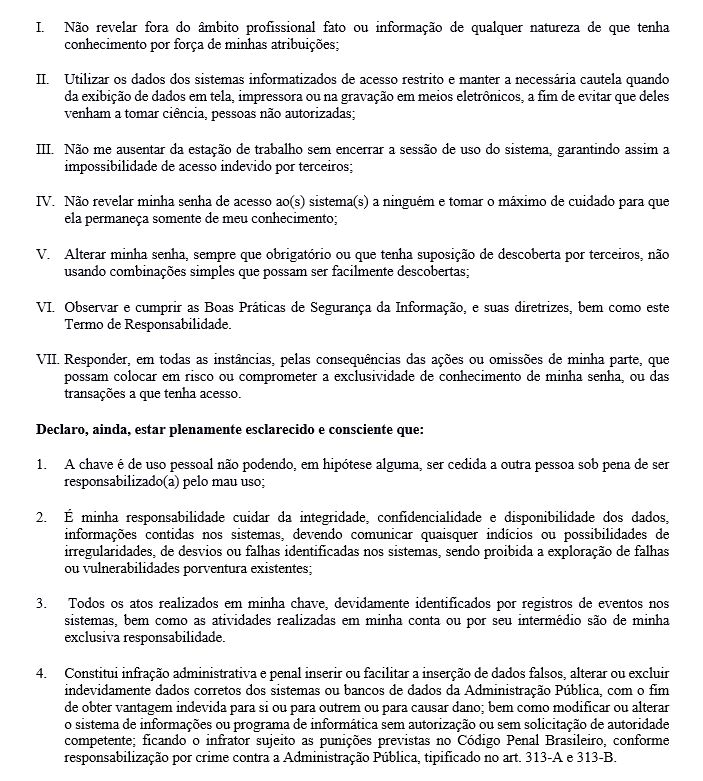 I. Não revelar fora do âmbito profissional fato ou informação de qualquer natureza de que tenha
conhecimento por força de minhas atribuições;
II. Utilizar os dados dos sistemas informatizados de acesso restrito e manter a necessária cautela quando
da exibição de dados em tela, impressora ou na gravação em meios eletrônicos, a fim de evitar que deles
venham a tomar ciência, pessoas não autorizadas;
III. Não me ausentar da estação de trabalho sem encerrar a sessão de uso do sistema, garantindo assim a
impossibilidade de acesso indevido por terceiros;
IV. Não revelar minha senha de acesso ao(s) sistema(s) a ninguém e tomar o máximo de cuidado para que
ela permaneça somente de meu conhecimento;
V. Alterar minha senha, sempre que obrigatório ou que tenha suposição de descoberta por terceiros, não
usando combinações simples que possam ser facilmente descobertas;
VI. Observar e cumprir as Boas Práticas de Segurança da Informação, e suas diretrizes, bem como este
Termo de Responsabilidade.
VII. Responder, em todas as instâncias, pelas consequências das ações ou omissões de minha parte, que
possam colocar em risco ou comprometer a exclusividade de conhecimento de minha senha, ou das
transações a que tenha acesso.
Declaro, ainda, estar plenamente esclarecido e consciente que:
1. A chave é de uso pessoal não podendo, em hipótese alguma, ser cedida a outra pessoa sob pena de ser
responsabilizado(a) pelo mau uso;
2. É minha responsabilidade cuidar da integridade, confidencialidade e disponibilidade dos dados,
informações contidas nos sistemas, devendo comunicar quaisquer indícios ou possibilidades de
irregularidades, de desvios ou falhas identificadas nos sistemas, sendo proibida a exploração de falhas
ou vulnerabilidades porventura existentes;
3. Todos os atos realizados em minha chave, devidamente identificados por registros de eventos nos
sistemas, bem como as atividades realizadas em minha conta ou por seu intermédio são de minha
exclusiva responsabilidade.
4. Constitui infração administrativa e penal inserir ou facilitar a inserção de dados falsos, alterar ou excluir
indevidamente dados corretos dos sistemas ou bancos de dados da Administração Pública, com o fim
de obter vantagem indevida para si ou para outrem ou para causar dano; bem como modificar ou alterar
o sistema de informações ou programa de informática sem autorização ou sem solicitação de autoridade
competente; ficando o infrator sujeito as punições previstas no Código Penal Brasileiro, conforme
responsabilização por crime contra a Administração Pública, tipificado no art. 313-A e 313-B.